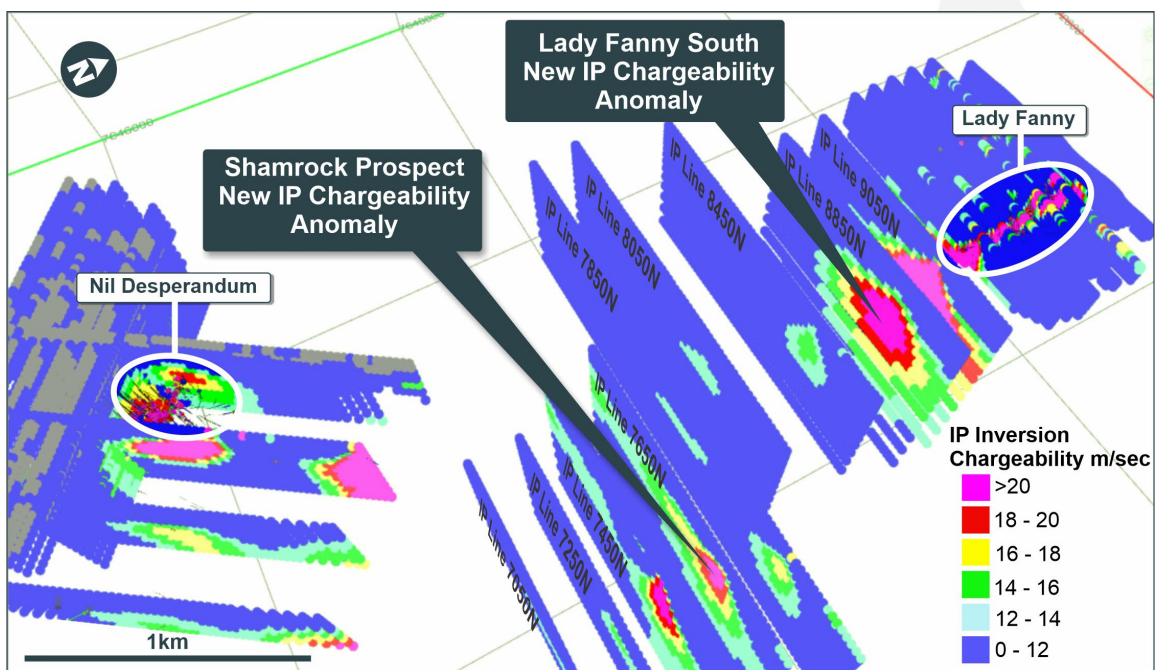 N
7646000
7648000
Lady Fanny South
New IP Chargeability
Anomaly
Lady Fanny
Shamrock Prospect
New IP Chargeability
Anomaly
Nil Desperandum
IP Line 9050N
IP Line 8850N
IP Line 8450N
IP Line 8050N
IP Line 7850N
IP Line 7650N
IP Line 7450N
IP Line 7250N
IP Line 7050N
IP Inversion
Chargeability m/sec
>20
18 - 20
16 - 18
14 - 16
12 - 14
0 - 12
1km